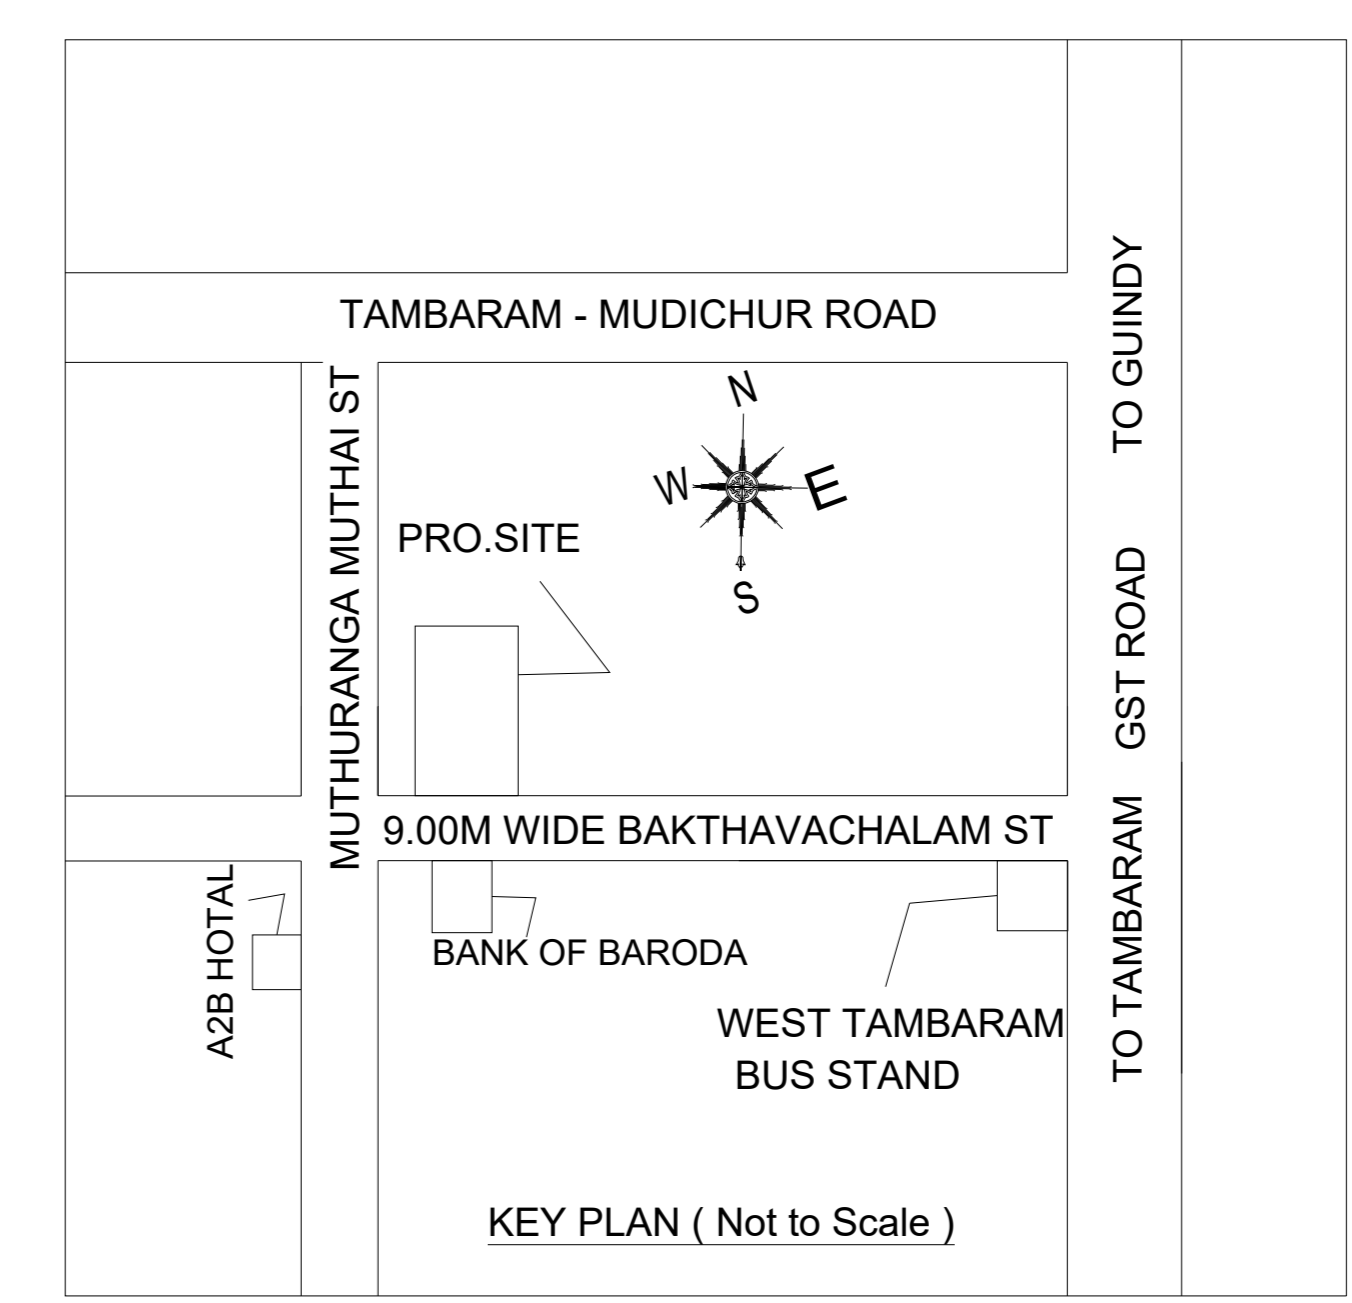 TAMBARAM - MUDICHUR ROAD
TO GUINDY
MUTHURANGA MUTHAI ST
N
W
E
S
PRO.SITE
GST ROAD
9.00M WIDE BAKTHAVACHALAM ST
TO TAMBARAM
A2B HOTAL
BANK OF BARODA
WEST TAMBARAM
BUS STAND
KEY PLAN ( Not to Scale )